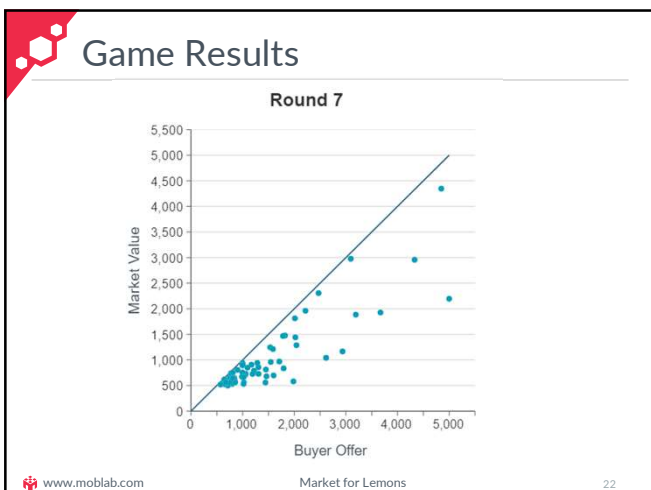 Game Results
Round 7
5,500
5,000
4,500
4,000
3,500
3,000
2,500
2,000
1,500
1,000
500
0
Market Value
0 1,000 2,000 3,000 4,000 5,000
Buyer Offer
www.moblab.com Market for Lemons 22